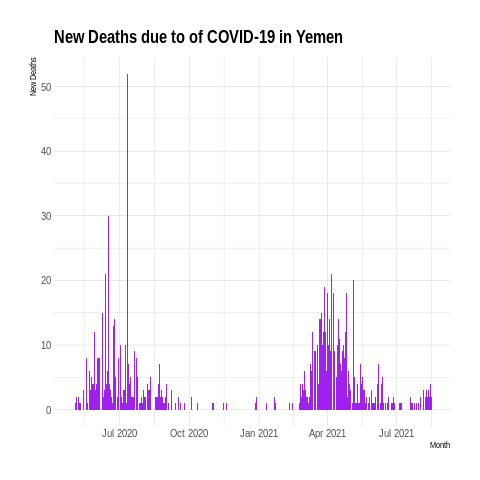 New Deaths due to of COVID-19 in Yemen
New Deaths
50
40
30
20
10
0
Jul 2020 Oct 2020 Jan 2021 Apr 2021 Jul 2021
Month